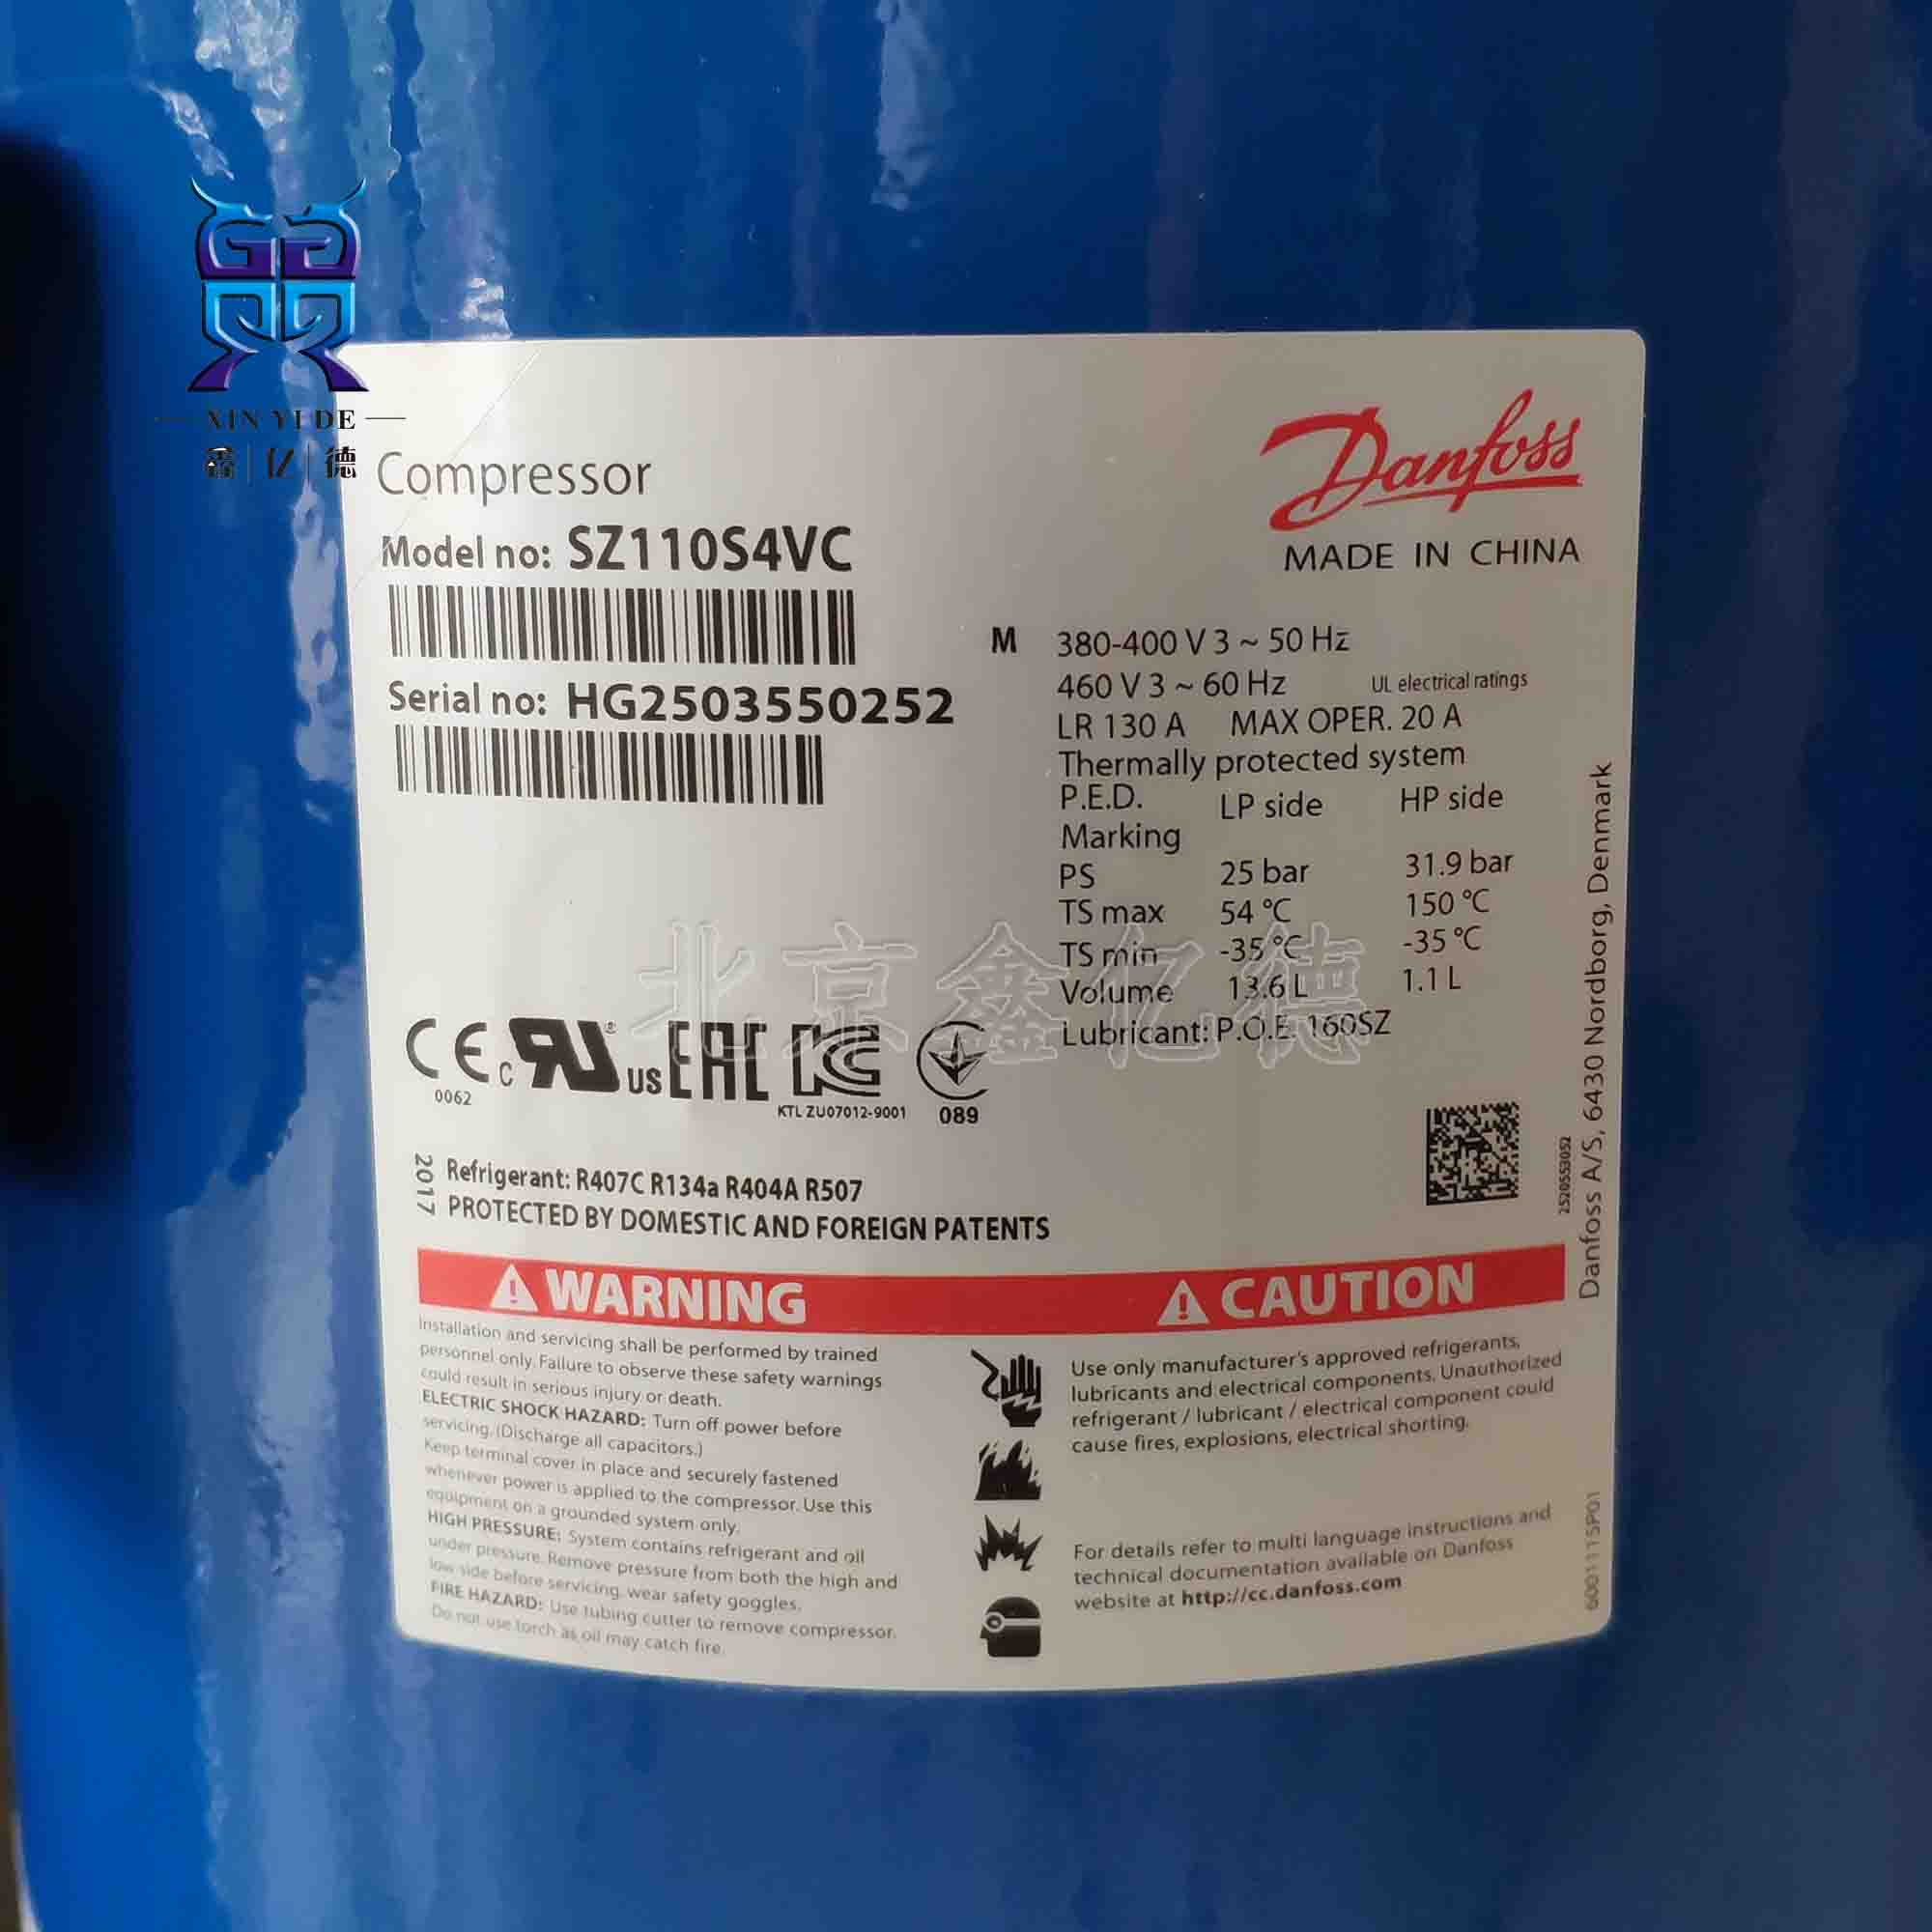 XIN YI DE
鑫 亿 德
Compressor
Danfoss
MADE IN CHINA
Model no: SZ110S4VC
Serial no: HG2503550252
M 380-400 V 3 ~ 50 Hz
460 V 3 ~ 60 Hz UL electrical ratings
LR 130 A MAX OPER. 20 A
Thermally protected system
P.E.D. LP side HP side
Marking
PS 25 bar 31.9 bar
TS max 54 °C 150 °C
TS min -35 °C -35 °C
Volume 13.6 L 1.1 L
Lubricant: P.O.E. 160SZ
北京鑫亿德
CE c RU ® US EAC KC
0062
KTL ZU07012-9001
089
2017
Refrigerant: R407C R134a R404A R507
PROTECTED BY DOMESTIC AND FOREIGN PATENTS
2520553052
Danfoss A/S, 6430 Nordborg, Denmark
WARNING
Installation and servicing shall be performed by trained
personnel only. Failure to observe these safety warnings
could result in serious injury or death.
ELECTRIC SHOCK HAZARD: Turn off power before
servicing. (Discharge all capacitors.)
Keep terminal cover in place and securely fastened
whenever power is applied to the compressor. Use this
equipment on a grounded system only.
HIGH PRESSURE: System contains refrigerant and oil
under pressure. Remove pressure from both the high and
low side before servicing. wear safety goggles.
FIRE HAZARD: Use tubing cutter to remove compressor.
Do not use torch as oil may catch fire.
CAUTION
Use only manufacturer's approved refrigerants,
lubricants and electrical components. Unauthorized
refrigerant / lubricant / electrical component could
cause fires, explosions, electrical shorting.
For details refer to multi language instructions and
technical documentation available on Danfoss
website at http://cc.danfoss.com
6001115P01